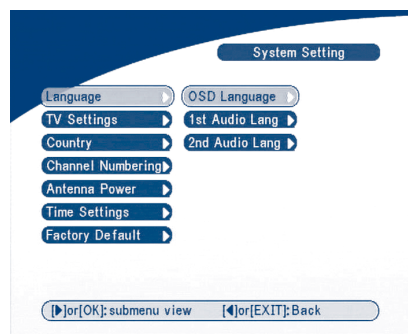 System Setting
Language
OSD Language
TV Settings
1st Audio Lang
Country
2nd Audio Lang
Channel Numbering
Antenna Power
Time Settings
Factory Default
[▶]or[OK]: submenu view [◀]or[EXIT]: Back